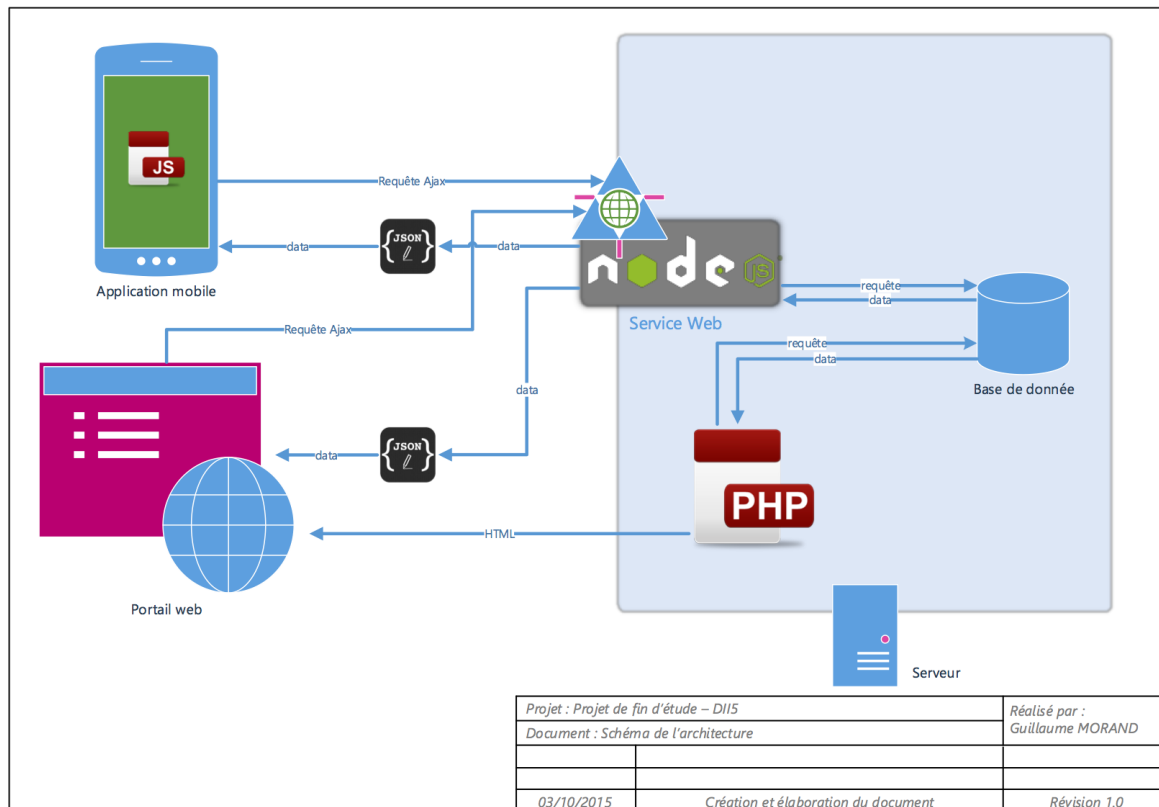 JS
Requête Ajax
{JSON}
data
data
Application mobile
node
JS
requête
data
Service Web
Requête Ajax
requête
data
Base de donnée
data
{JSON}
data
PHP
HTML
Portail web
Serveur
Projet : Projet de fin d'étude – DII5
Réalisé par :
Guillaume MORAND
Document : Schéma de l'architecture
03/10/2015
Création et élaboration du document
Révision 1.0